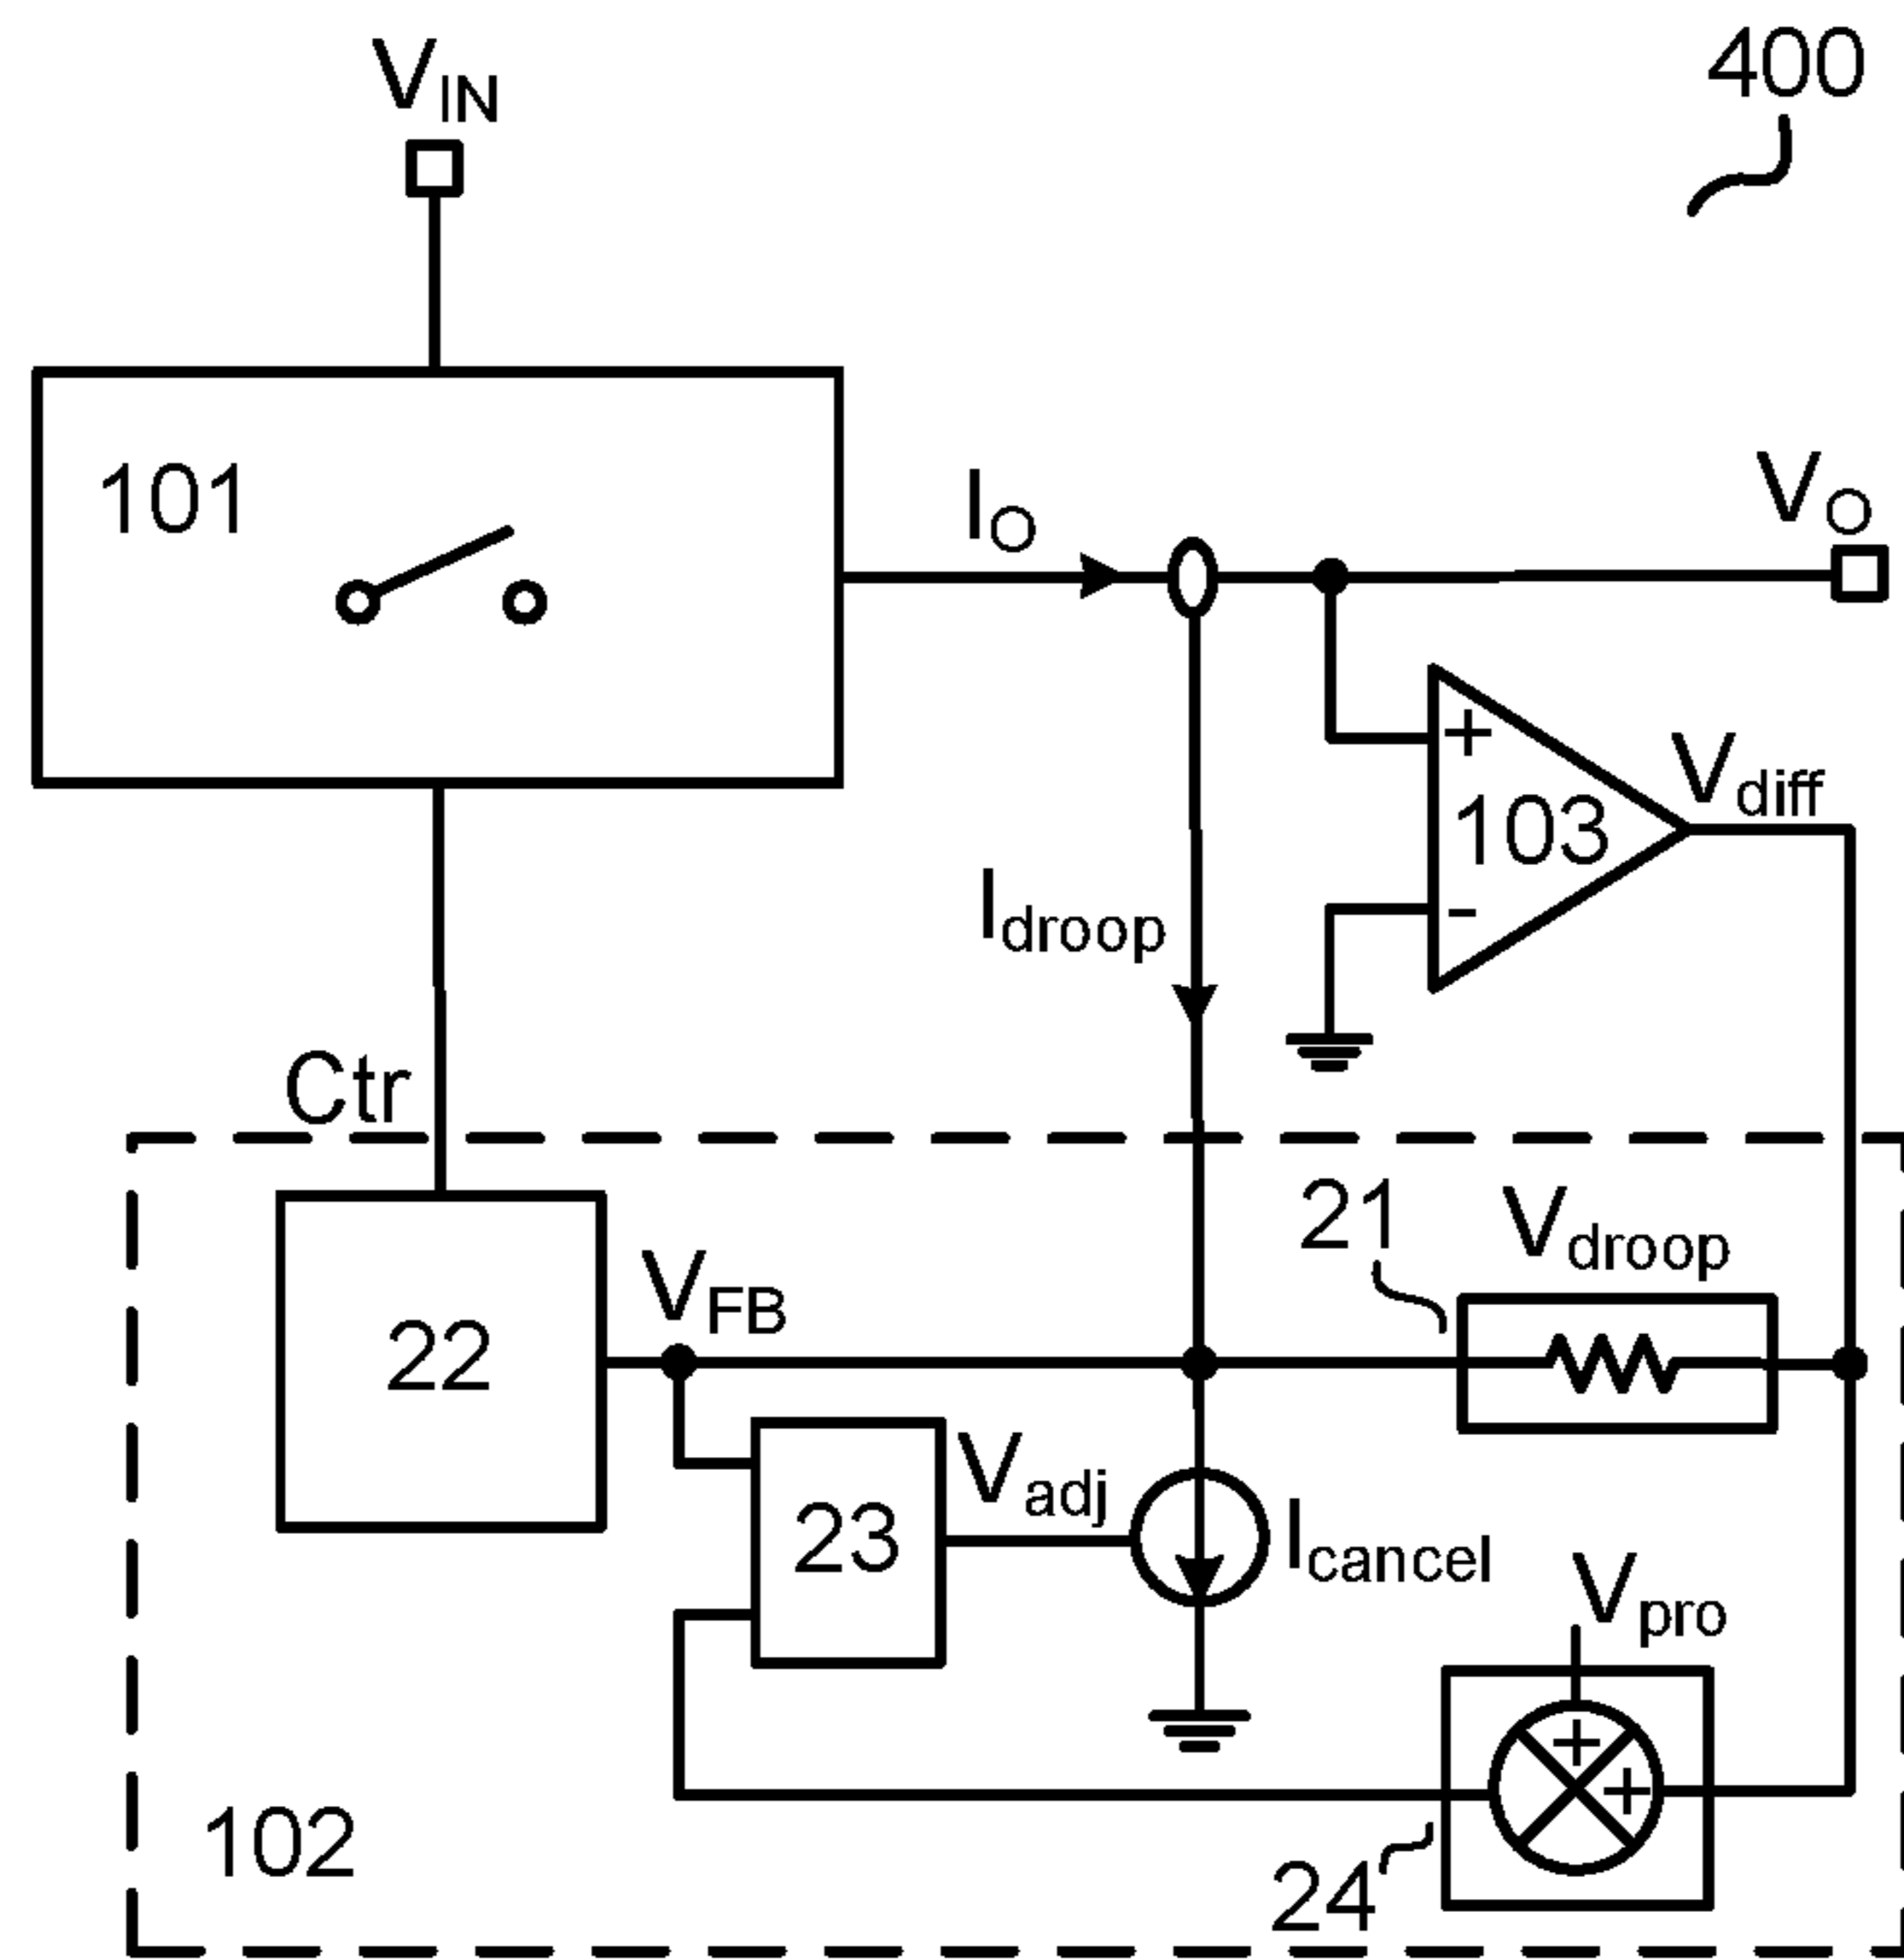 400
V_IN
101
I_O
V_O
+
103
-
V_diff
I_droop
Ctr
21
V_droop
V_FB
22
23
V_adj
I_cancel
V_pro
+
+
102
24